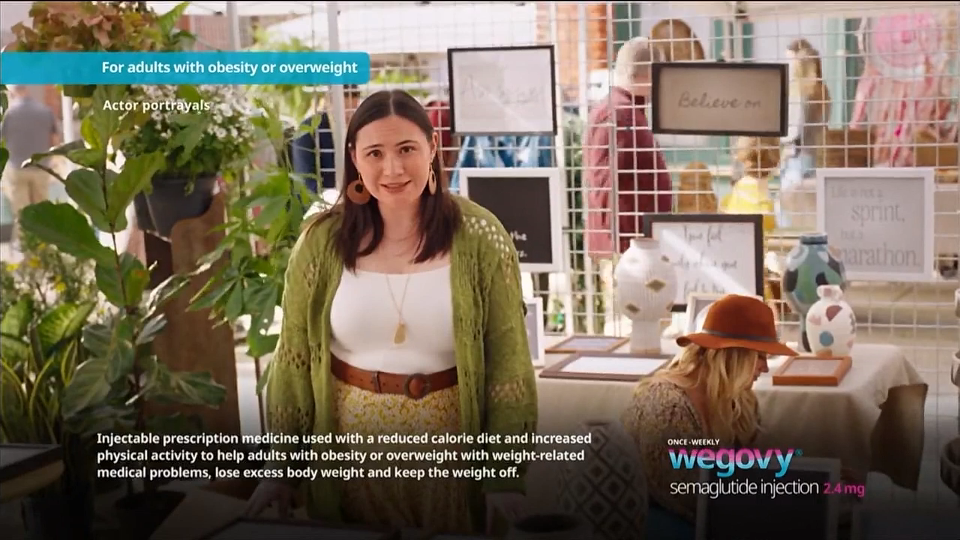 For adults with obesity or overweight
Actor portrayals
Believe on
Life is not a
sprint,
but a
marathon.
Injectable prescription medicine used with a reduced calorie diet and increased
physical activity to help adults with obesity or overweight with weight-related
medical problems, lose excess body weight and keep the weight off.
ONCE-WEEKLY
wegovy®
semaglutide injection 2.4 mg